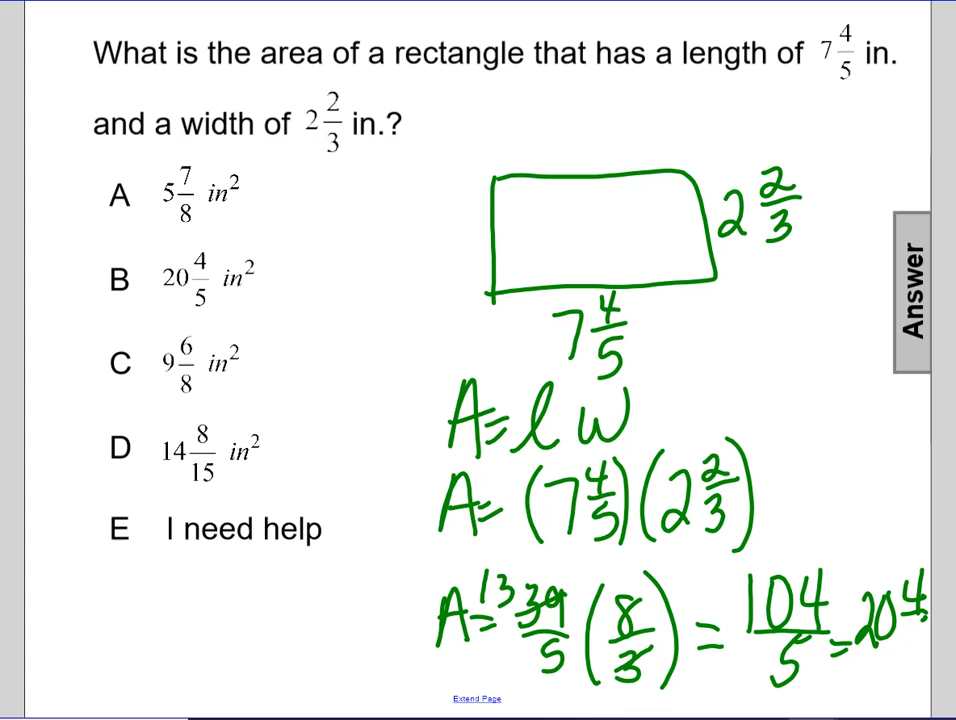 What is the area of a rectangle that has a length of 7 4/5 in.
and a width of 2 2/3 in.?
A 5 7/8 in²
B 20 4/5 in²
C 9 6/8 in²
D 14 8/15 in²
E I need help
2 2/3
7 4/5
A = l w
A = (7 4/5)(2 2/3)
A = 13 39/5 (8/3) = 104/5 = 20 4/5
Answer
Extend Page